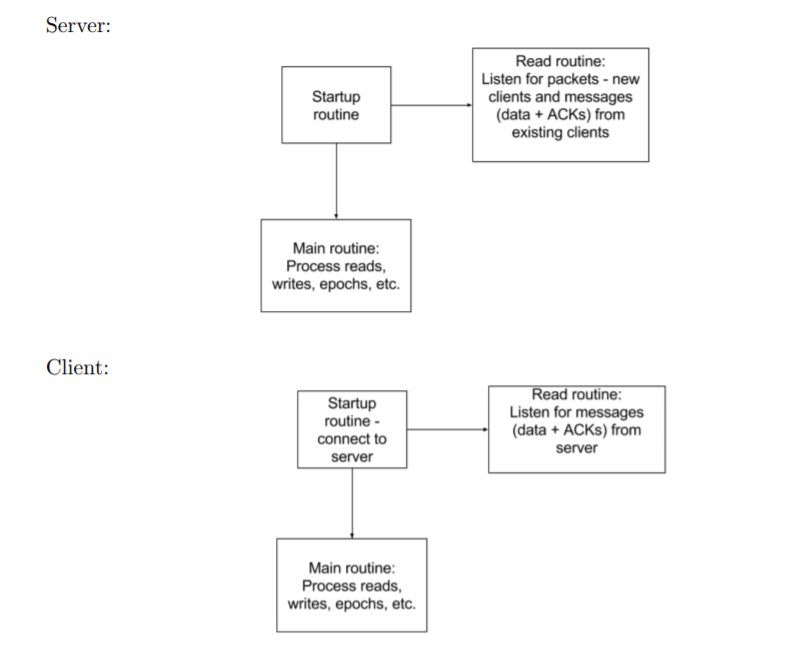 Server:
Startup
routine
Read routine:
Listen for packets - new
clients and messages
(data + ACKs) from
existing clients
Main routine:
Process reads,
writes, epochs, etc.
Client:
Startup
routine -
connect to
server
Read routine:
Listen for messages
(data + ACKs) from
server
Main routine:
Process reads,
writes, epochs, etc.